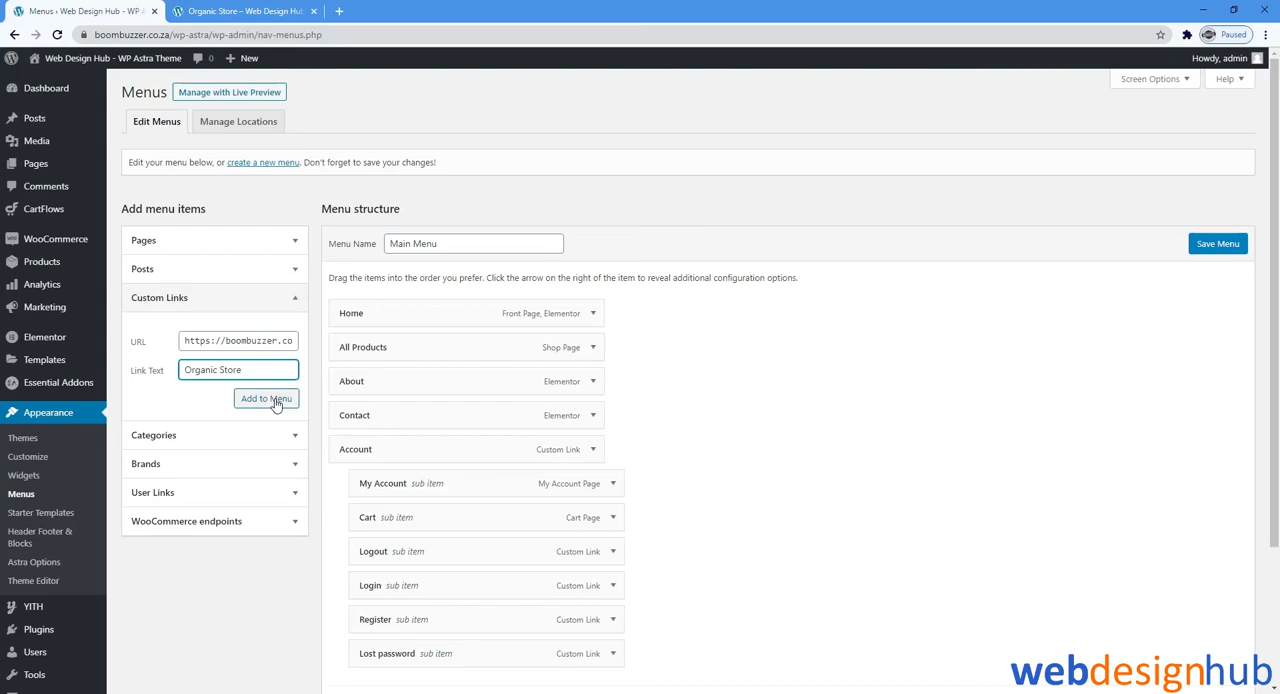 Menus ‹ Web Design Hub - WP A
Organic Store – Web Design Hub
boombuzzer.co.za/wp-astra/wp-admin/nav-menus.php
Paused
Web Design Hub - WP Astra Theme
0
New
Howdy, admin
Dashboard
Posts
Media
Pages
Comments
CartFlows
WooCommerce
Products
Analytics
Marketing
Elementor
Templates
Essential Addons
Appearance
Themes
Customize
Widgets
Menus
Starter Templates
Header Footer &
Blocks
Astra Options
Theme Editor
YITH
Plugins
Users
Tools
Menus
Manage with Live Preview
Screen Options
Help
Edit Menus
Manage Locations
Edit your menu below, or create a new menu. Don't forget to save your changes!
Add menu items
Pages
Posts
Custom Links
URL https://boombuzzer.co
Link Text Organic Store
Add to Menu
Categories
Brands
User Links
WooCommerce endpoints
Menu structure
Menu Name Main Menu
Save Menu
Drag the items into the order you prefer. Click the arrow on the right of the item to reveal additional configuration options.
Home Front Page, Elementor
All Products Shop Page
About Elementor
Contact Elementor
Account Custom Link
My Account sub item My Account Page
Cart sub item Cart Page
Logout sub item Custom Link
Login sub item Custom Link
Register sub item Custom Link
Lost password sub item Custom Link
webdesignhub